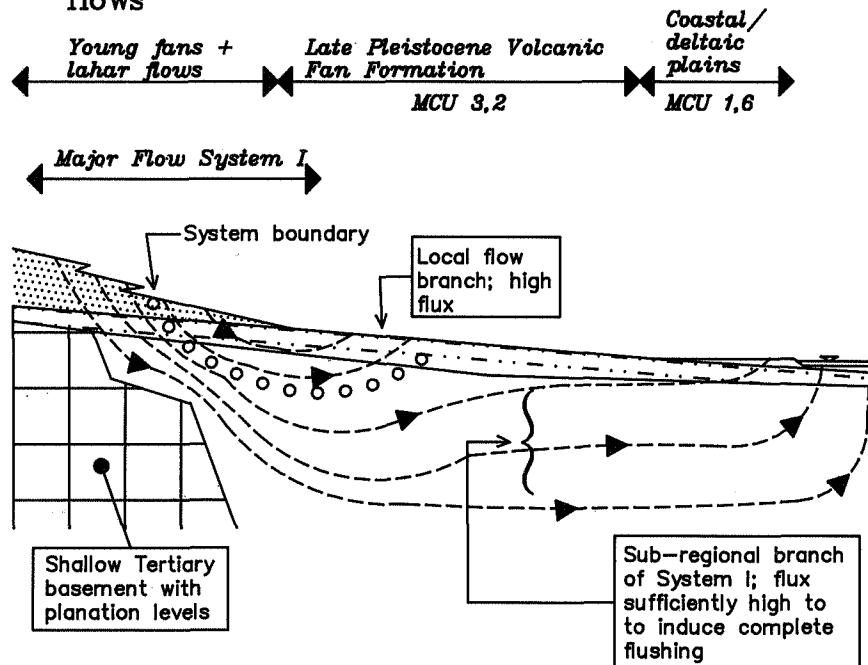 flows
Young fans +
lahar flows
Late Pleistocene Volcanic
Fan Formation
MCU 3,2
Coastal/
deltaic
plains
MCU 1,6
Major Flow System I
System boundary
Local flow
branch; high
flux
Shallow Tertiary
basement with
planation levels
Sub-regional branch
of System I; flux
sufficiently high to
to induce complete
flushing